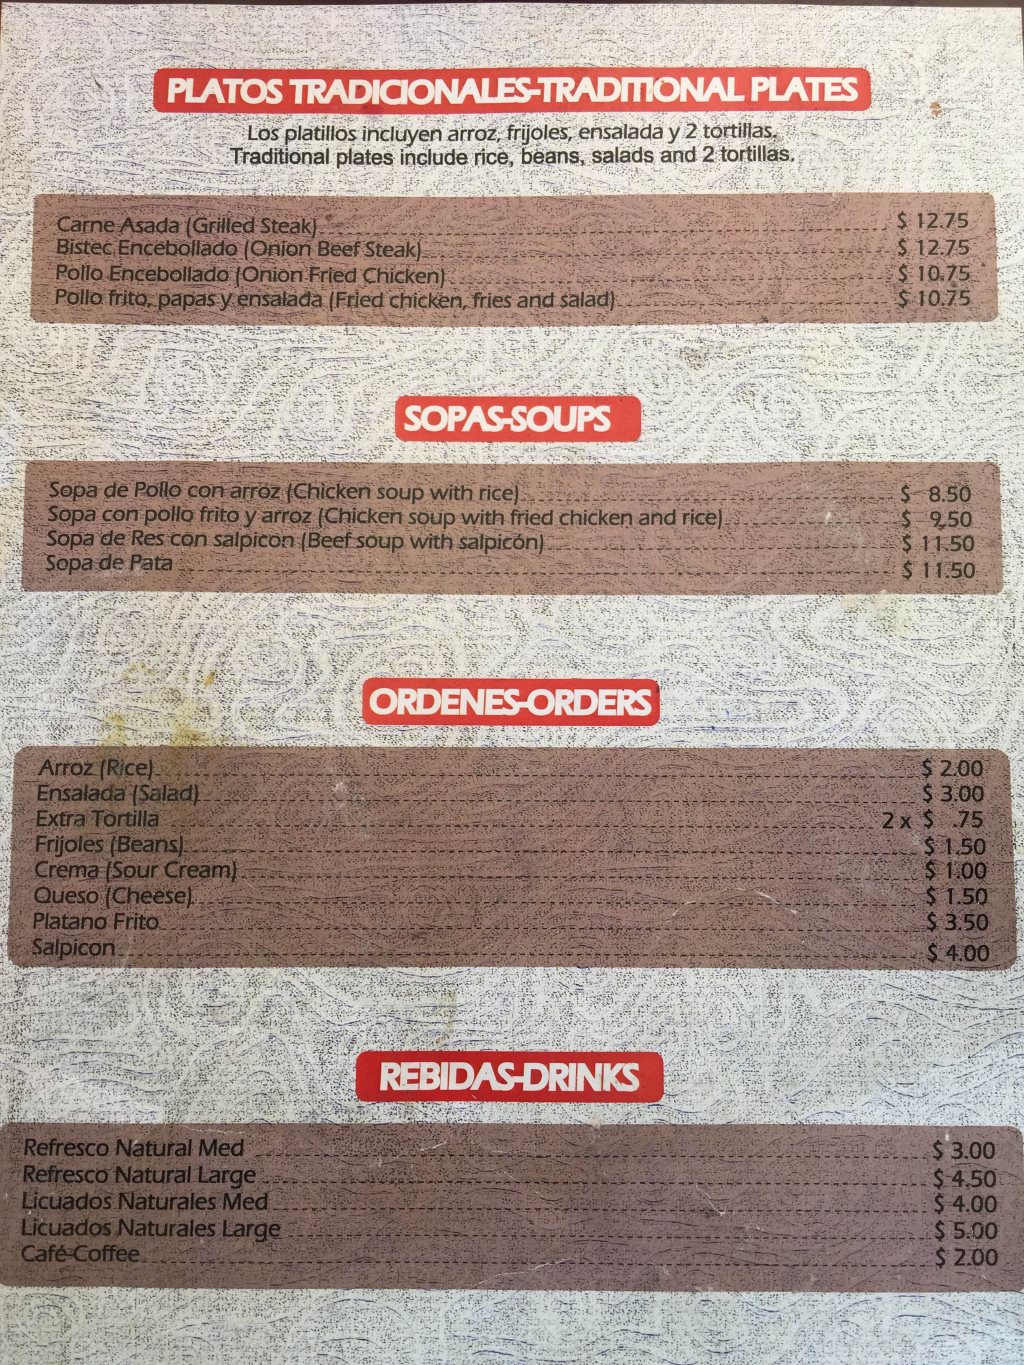 PLATOS TRADICIONALES-TRADITIONAL PLATES
Los platillos incluyen arroz, frijoles, ensalada y 2 tortillas.
Traditional plates include rice, beans, salads and 2 tortillas.
Carne Asada (Grilled Steak) $ 12.75
Bistec Encebollado (Onion Beef Steak) $ 12.75
Pollo Encebollado (Onion Fried Chicken) $ 10.75
Pollo frito, papas y ensalada (Fried chicken, fries and salad) $ 10.75
SOPAS-SOUPS
Sopa de Pollo con arroz (Chicken soup with rice) $ 8.50
Sopa con pollo frito y arroz (Chicken soup with fried chicken and rice) $ 9.50
Sopa de Res con salpicon (Beef soup with salpicón) $ 11.50
Sopa de Pata $ 11.50
ORDENES-ORDERS
Arroz (Rice) $ 2.00
Ensalada (Salad) $ 3.00
Extra Tortilla 2 x $ .75
Frijoles (Beans) $ 1.50
Crema (Sour Cream) $ 1.00
Queso (Cheese) $ 1.50
Platano Frito $ 3.50
Salpicon $ 4.00
REBIDAS-DRINKS
Refresco Natural Med $ 3.00
Refresco Natural Large $ 4.50
Licuados Naturales Med $ 4.00
Licuados Naturales Large $ 5.00
Café-Coffee $ 2.00